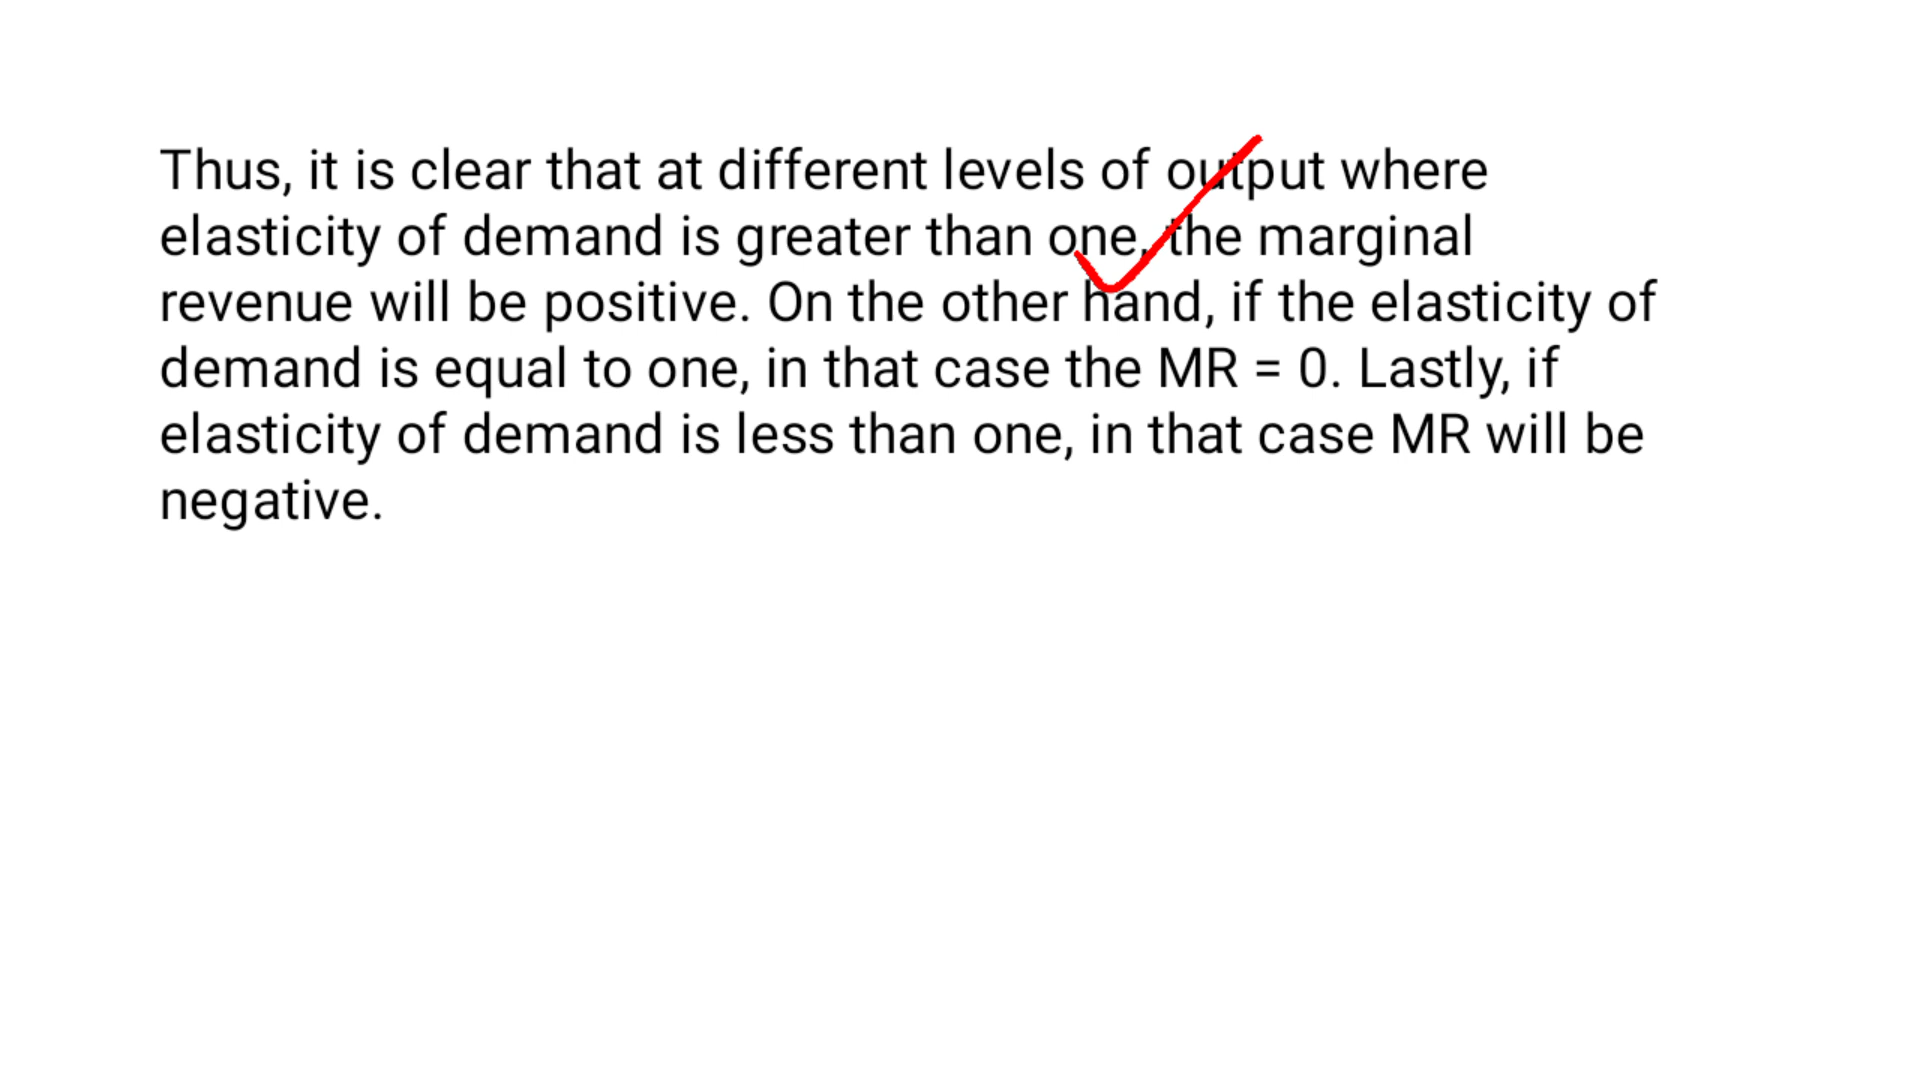 Thus, it is clear that at different levels of output where
elasticity of demand is greater than one, the marginal
revenue will be positive. On the other hand, if the elasticity of
demand is equal to one, in that case the MR = 0. Lastly, if
elasticity of demand is less than one, in that case MR will be
negative.